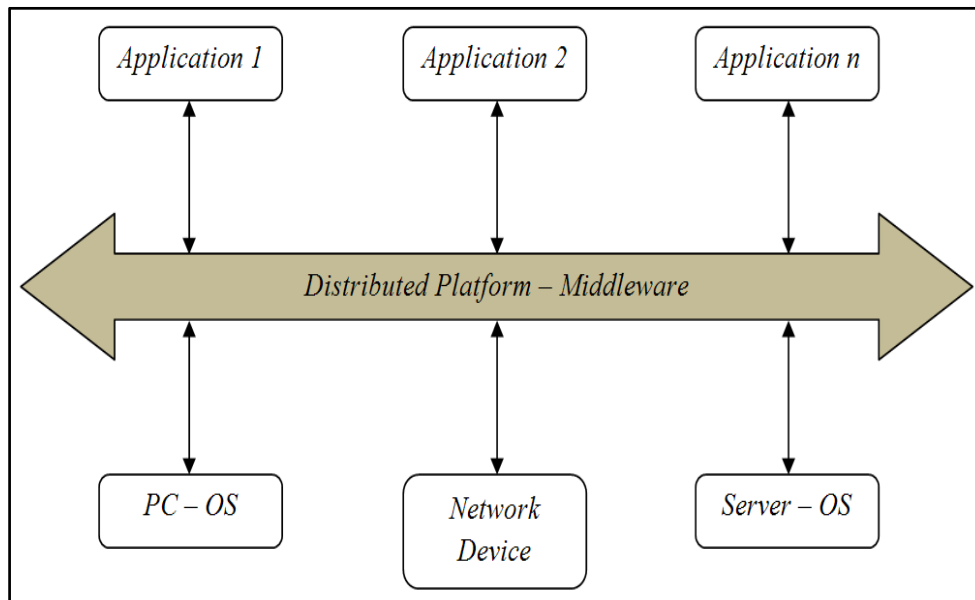 Application 1
Application 2
Application n
Distributed Platform – Middleware
PC – OS
Network
Device
Server – OS